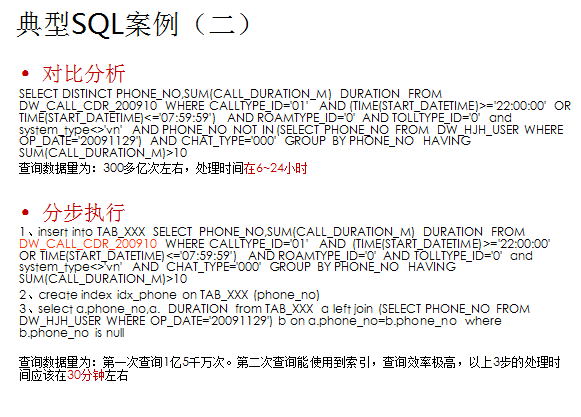 典型SQL案例（二）
• 对比分析
SELECT DISTINCT PHONE_NO,SUM(CALL_DURATION_M) DURATION FROM
DW_CALL_CDR_200910 WHERE CALLTYPE_ID='01' AND (TIME(START_DATETIME)>='22:00:00' OR
TIME(START_DATETIME)<='07:59:59') AND ROAMTYPE_ID='0' AND TOLLTYPE_ID='0' and
system_type<>'vn' AND PHONE_NO NOT IN (SELECT PHONE_NO FROM DW_HJH_USER WHERE
OP_DATE='20091129') AND CHAT_TYPE='000' GROUP BY PHONE_NO HAVING
SUM(CALL_DURATION_M)>10
查询数据量为：300多亿次左右，处理时间在6~24小时
• 分步执行
1、insert into TAB_XXX SELECT PHONE_NO,SUM(CALL_DURATION_M) DURATION FROM
DW_CALL_CDR_200910 WHERE CALLTYPE_ID='01' AND (TIME(START_DATETIME)>='22:00:00'
OR TIME(START_DATETIME)<='07:59:59') AND ROAMTYPE_ID='0' AND TOLLTYPE_ID='0' and
system_type<>'vn' AND CHAT_TYPE='000' GROUP BY PHONE_NO HAVING
SUM(CALL_DURATION_M)>10
2、create index idx_phone on TAB_XXX (phone_no)
3、select a.phone_no,a. DURATION from TAB_XXX a left join (SELECT PHONE_NO FROM
DW_HJH_USER WHERE OP_DATE='20091129') b on a.phone_no=b.phone_no where
b.phone_no is null
查询数据量为：第一次查询1亿5千万次。第二次查询能使用到索引，查询效率极高，以上3步的处理时
间应该在30分钟左右